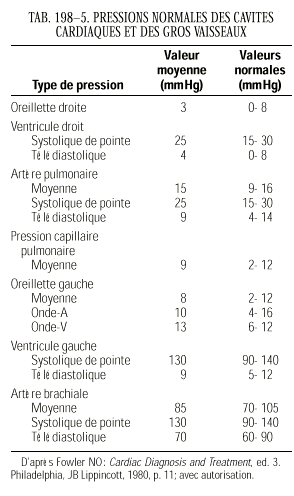 TAB. 198–5. PRESSIONS NORMALES DES CAVITES
CARDIAQUES ET DES GROS VAISSEAUX
Type de pression Valeur moyenne (mmHg) Valeurs normales (mmHg)
Oreillette droite 3 0- 8
Ventricule droit
Systolique de pointe 25 15- 30
Té lé diastolique 4 0- 8
Artè re pulmonaire
Moyenne 15 9- 16
Systolique de pointe 25 15- 30
Té lé diastolique 9 4- 14
Pression capillaire
pulmonaire
Moyenne 9 2- 12
Oreillette gauche
Moyenne 8 2- 12
Onde-A 10 4- 16
Onde-V 13 6- 12
Ventricule gauche
Systolique de pointe 130 90- 140
Té lé diastolique 9 5- 12
Artè re brachiale
Moyenne 85 70- 105
Systolique de pointe 130 90- 140
Té lé diastolique 70 60- 90
D'aprè s Fowler NO: Cardiac Diagnosis and Treatment, ed. 3.
Philadelphia, JB Lippincott, 1980, p. 11; avec autorisation.